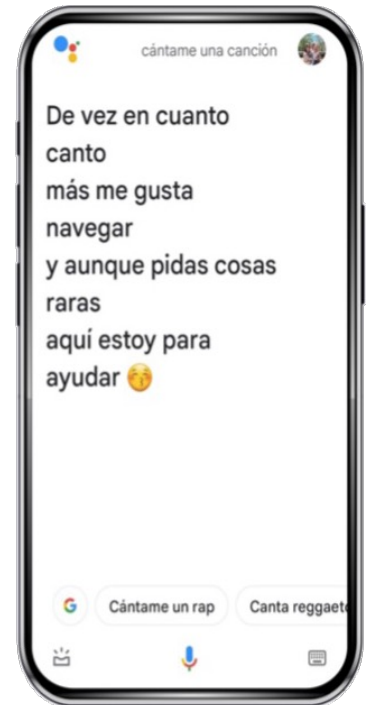 cántame una canción
De vez en cuanto
canto
más me gusta
navegar
y aunque pidas cosas
raras
aquí estoy para
ayudar 😚
G Cántame un rap Canta reggaeto